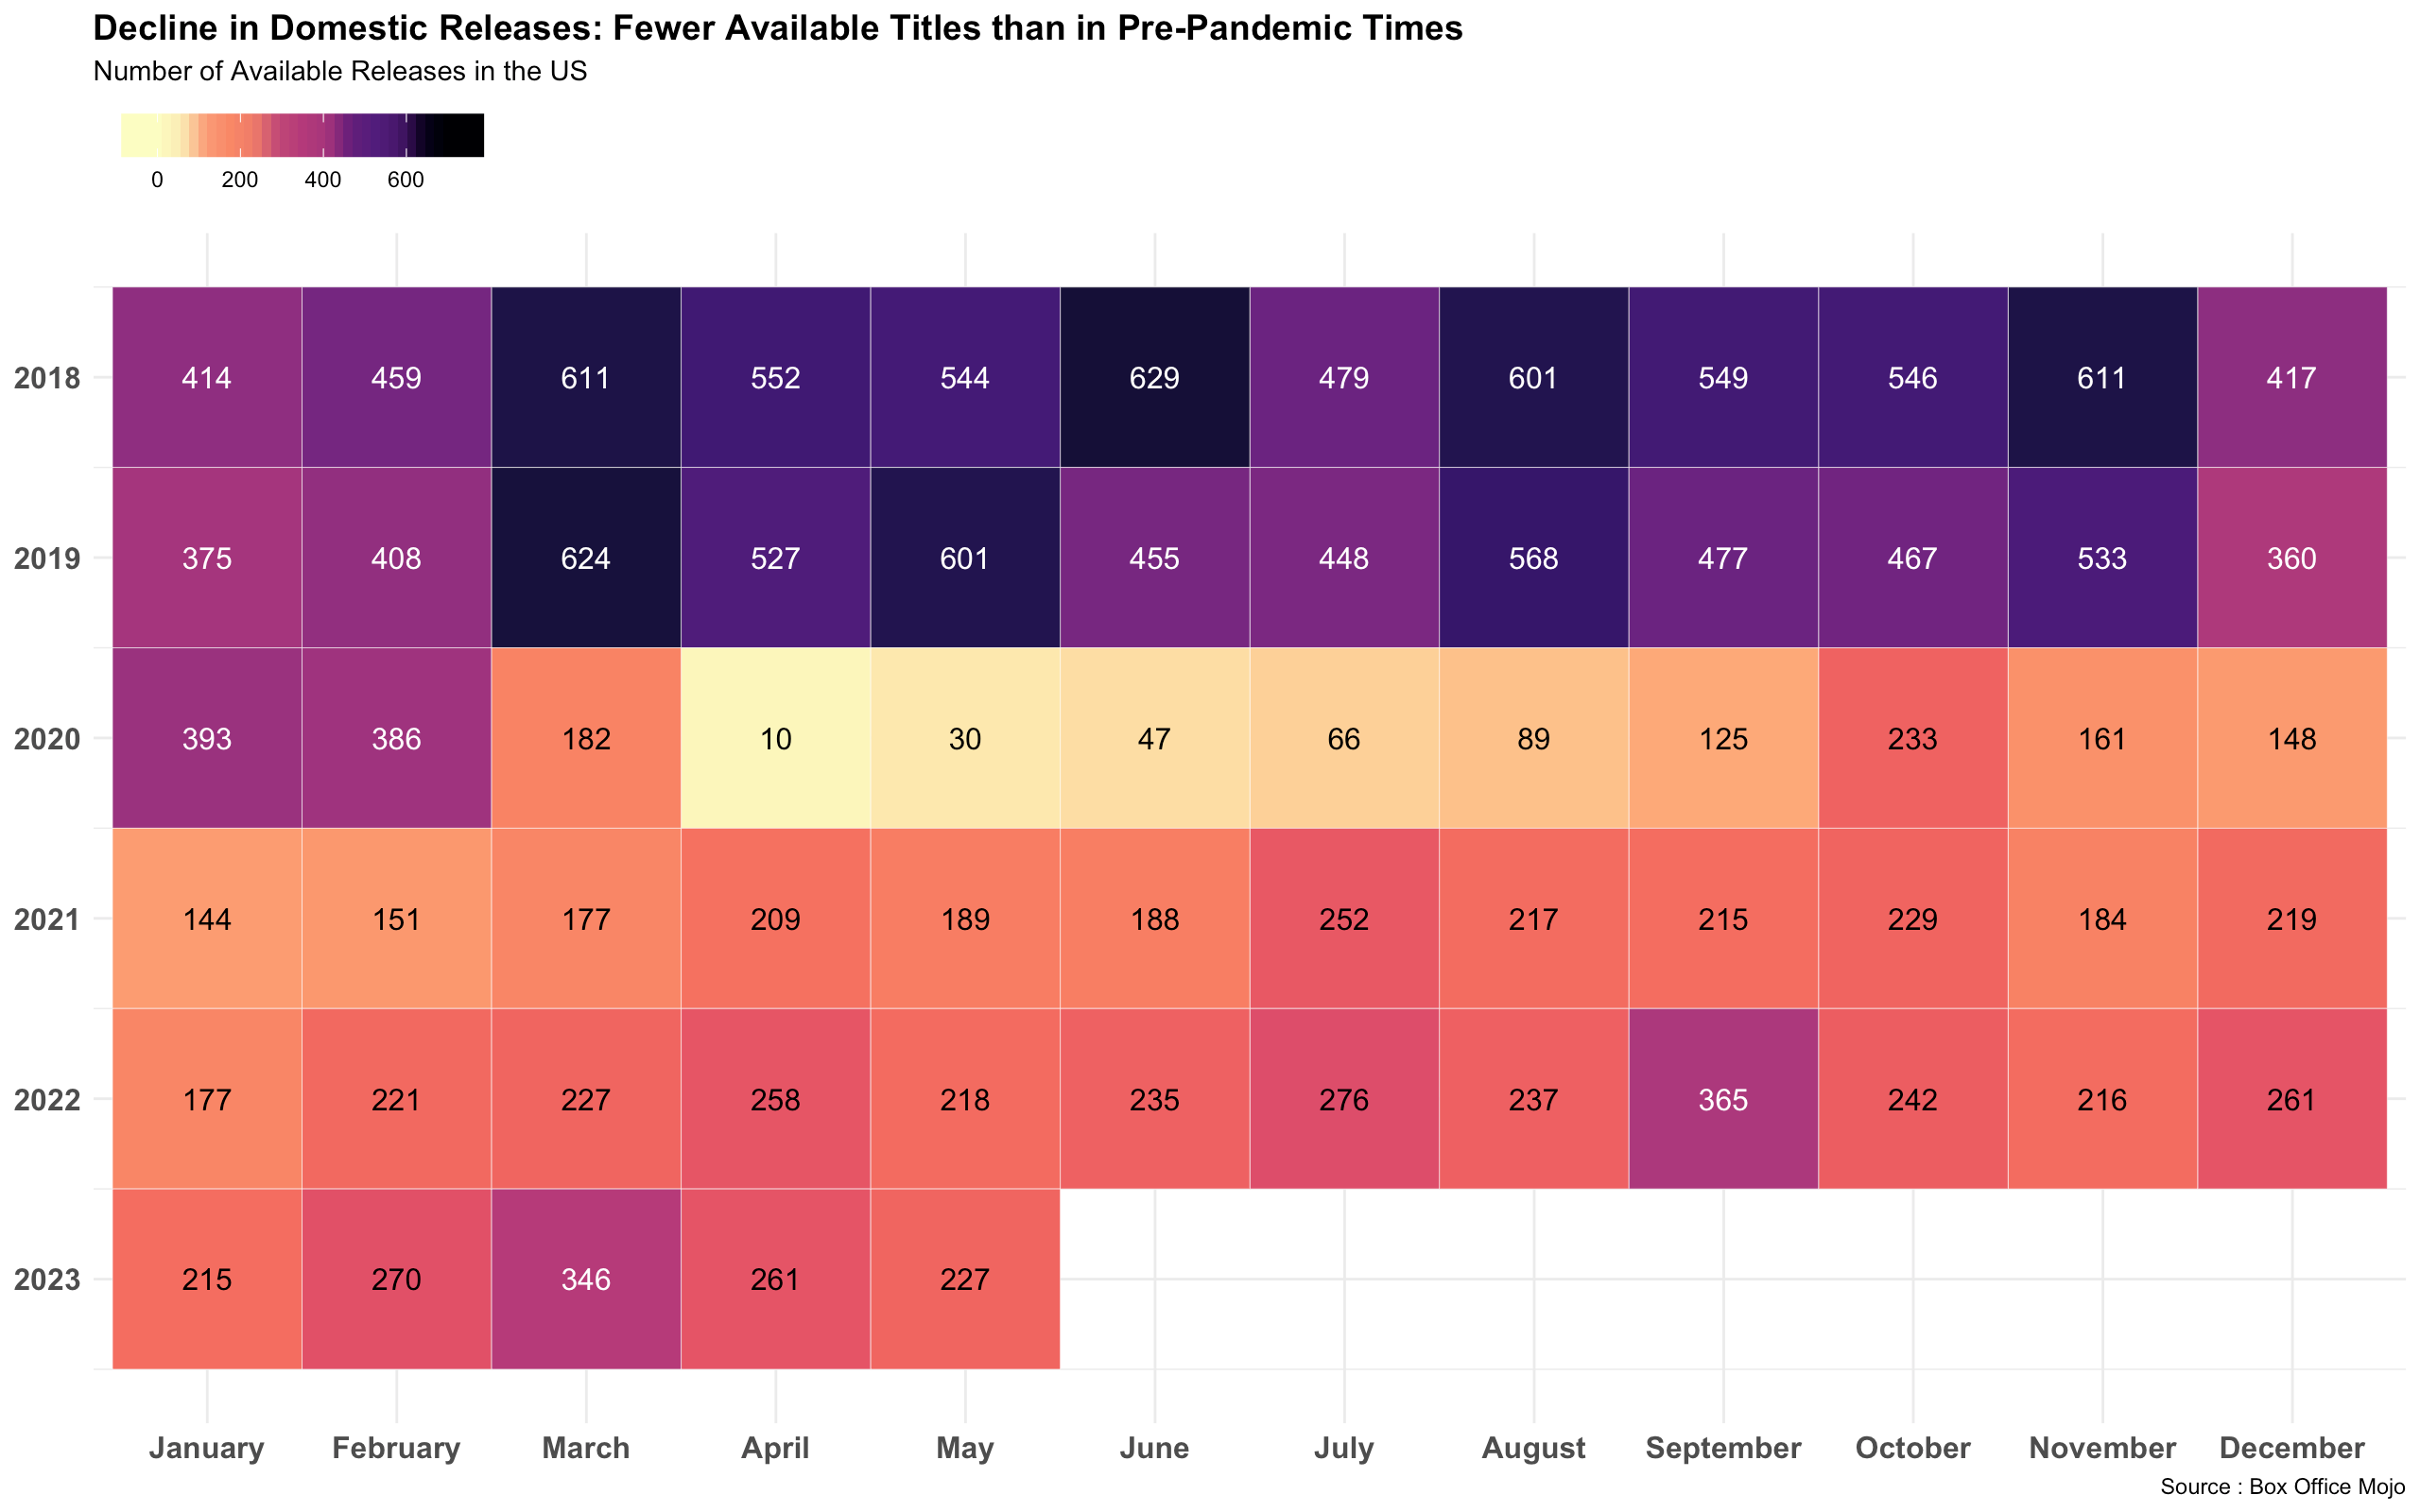 Decline in Domestic Releases: Fewer Available Titles than in Pre-Pandemic Times
Number of Available Releases in the US
0 200 400 600
2018 414 459 611 552 544 629 479 601 549 546 611 417
2019 375 408 624 527 601 455 448 568 477 467 533 360
2020 393 386 182 10 30 47 66 89 125 233 161 148
2021 144 151 177 209 189 188 252 217 215 229 184 219
2022 177 221 227 258 218 235 276 237 365 242 216 261
2023 215 270 346 261 227
January February March April May June July August September October November December
Source : Box Office Mojo